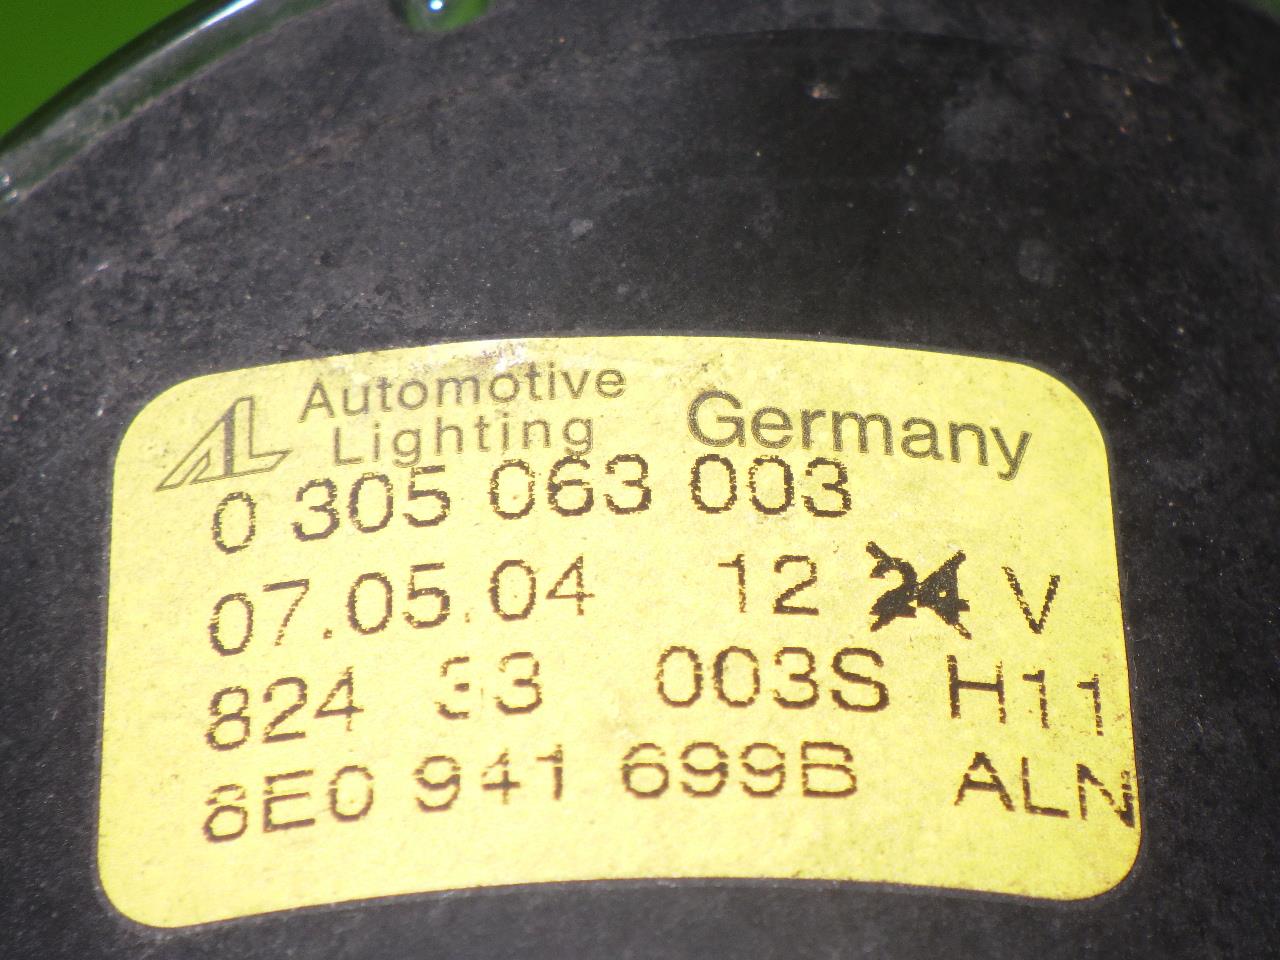 AL Automotive Lighting Germany
0 305 063 003
07.05.04 12 24 V
824 33 003S H11
8E0 941 699B ALN